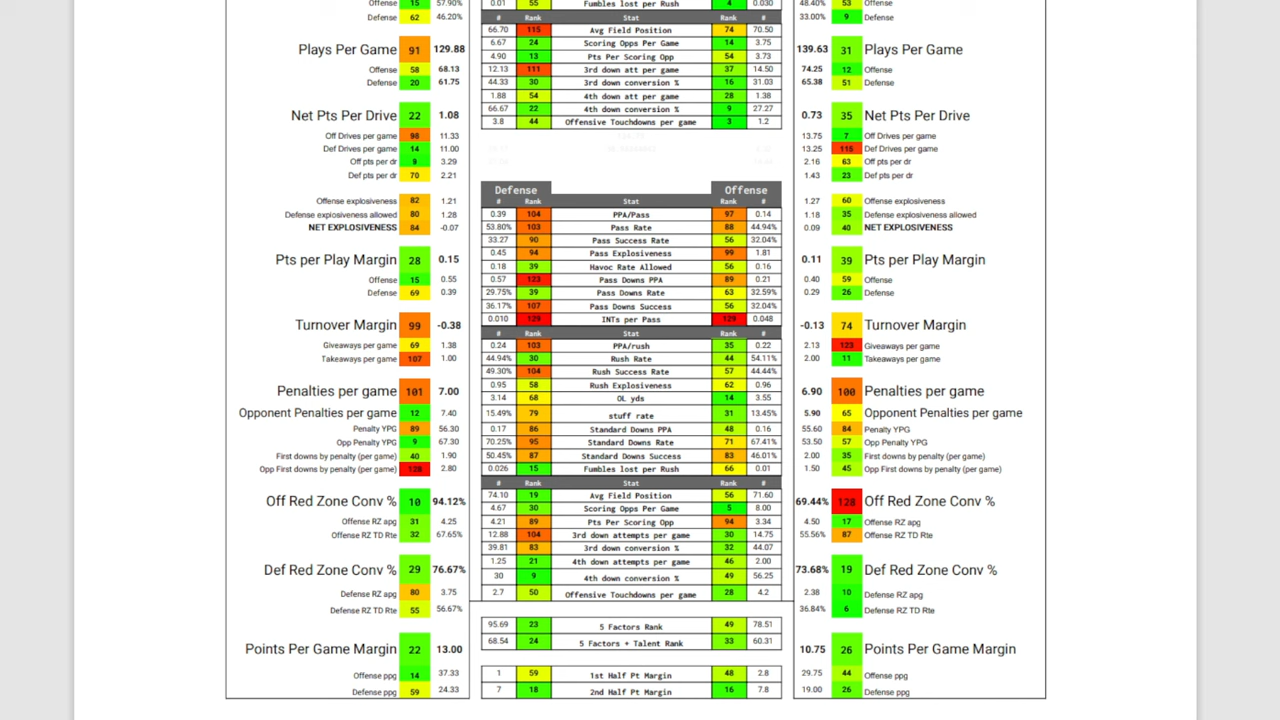 Offense 15 57.90%
Defense 62 46.20%
Plays Per Game 91 129.88
Offense 58 68.13
Defense 20 61.75
Net Pts Per Drive 22 1.08
Off Drives per game 98 11.33
Def Drives per game 14 11.00
Off pts per dr 9 3.29
Def pts per dr 70 2.21
Offense explosiveness 82 1.21
Defense explosiveness allowed 80 1.28
NET EXPLOSIVENESS 84 -0.07
Pts per Play Margin 28 0.15
Offense 15 0.55
Defense 69 0.39
Turnover Margin 99 -0.38
Giveaways per game 69 1.38
Takeaways per game 107 1.00
Penalties per game 101 7.00
Opponent Penalties per game 12 7.40
Penalty YPG 89 56.30
Opp Penalty YPG 9 67.30
First downs by penalty (per game) 40 1.90
Opp First downs by penalty (per game) 128 2.80
Off Red Zone Conv % 10 94.12%
Offense RZ apg 31 4.25
Offense RZ TD Rte 32 67.65%
Def Red Zone Conv % 29 76.67%
Defense RZ apg 80 3.75
Defense RZ TD Rte 55 56.67%
Points Per Game Margin 22 13.00
Offense ppg 14 37.33
Defense ppg 59 24.33
0.01 55 Fumbles lost per Rush 4 0.030
# Rank Stat Rank #
66.70 115 Avg Field Position 74 70.50
6.67 24 Scoring Opps Per Game 14 3.75
4.90 13 Pts Per Scoring Opp 54 3.73
12.13 111 3rd down att per game 37 14.50
44.33 30 3rd down conversion % 16 31.03
1.88 54 4th down att per game 28 1.38
66.67 22 4th down conversion % 9 27.27
3.8 44 Offensive Touchdowns per game 3 1.2
Defense Offense
# Rank Stat Rank #
0.39 104 PPA/Pass 97 0.14
53.80% 103 Pass Rate 88 44.94%
33.27 90 Pass Success Rate 56 32.04%
0.45 94 Pass Explosiveness 99 1.81
0.18 39 Havoc Rate Allowed 56 0.16
0.57 123 Pass Downs PPA 89 0.21
29.75% 39 Pass Downs Rate 63 32.59%
36.17% 107 Pass Downs Success 56 32.04%
0.010 129 INTs per Pass 129 0.048
# Rank Stat Rank #
0.24 103 PPA/rush 35 0.22
44.94% 30 Rush Rate 44 54.11%
49.30% 104 Rush Success Rate 57 44.44%
0.95 58 Rush Explosiveness 62 0.96
3.14 68 OL yds 14 3.55
15.49% 79 stuff rate 31 13.45%
0.17 86 Standard Downs PPA 48 0.16
70.25% 95 Standard Downs Rate 71 67.41%
50.45% 87 Standard Downs Success 83 46.01%
0.026 15 Fumbles lost per Rush 66 0.01
# Rank Stat Rank #
74.10 19 Avg Field Position 56 71.60
4.67 30 Scoring Opps Per Game 5 8.00
4.21 89 Pts Per Scoring Opp 94 3.34
12.88 104 3rd down attempts per game 30 14.75
39.81 83 3rd down conversion % 32 44.07
1.25 21 4th down attempts per game 46 2.00
30 9 4th down conversion % 49 56.25
2.7 50 Offensive Touchdowns per game 28 4.2
95.69 23 5 Factors Rank 49 78.51
68.54 24 5 Factors + Talent Rank 33 60.31
1 59 1st Half Pt Margin 48 2.8
7 18 2nd Half Pt Margin 16 7.8
48.40% 53 Offense
33.00% 9 Defense
139.63 31 Plays Per Game
74.25 12 Offense
65.38 51 Defense
0.73 35 Net Pts Per Drive
13.75 7 Off Drives per game
13.25 115 Def Drives per game
2.16 63 Off pts per dr
1.43 23 Def pts per dr
1.27 60 Offense explosiveness
1.18 35 Defense explosiveness allowed
0.09 40 NET EXPLOSIVENESS
0.11 39 Pts per Play Margin
0.40 59 Offense
0.29 26 Defense
-0.13 74 Turnover Margin
2.13 123 Giveaways per game
2.00 11 Takeaways per game
6.90 100 Penalties per game
5.90 65 Opponent Penalties per game
55.60 84 Penalty YPG
53.50 57 Opp Penalty YPG
2.00 35 First downs by penalty (per game)
1.50 45 Opp First downs by penalty (per game)
69.44% 128 Off Red Zone Conv %
4.50 17 Offense RZ apg
55.56% 87 Offense RZ TD Rte
73.68% 19 Def Red Zone Conv %
2.38 10 Defense RZ apg
36.84% 6 Defense RZ TD Rte
10.75 26 Points Per Game Margin
29.75 44 Offense ppg
19.00 26 Defense ppg